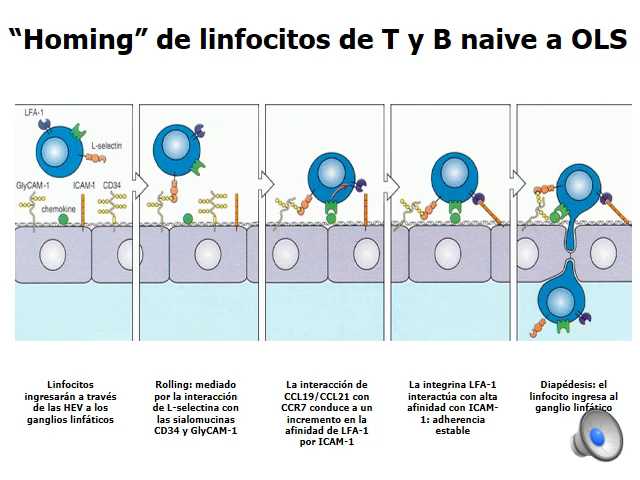 “Homing” de linfocitos de T y B naive a OLS
LFA-1
L-selectin
GlyCAM-1 ICAM-1 CD34
chemokine
Linfocitos
ingresarán a través
de las HEV a los
ganglios linfáticos
Rolling: mediado
por la interacción
de L-selectina con
las sialomucinas
CD34 y GlyCAM-1
La interacción de
CCL19/CCL21 con
CCR7 conduce a un
incremento en la
afinidad de LFA-1
por ICAM-1
La integrina LFA-1
interactúa con alta
afinidad con ICAM-
1: adherencia
estable
Diapédesis: el
linfocito ingresa al
ganglio linfático